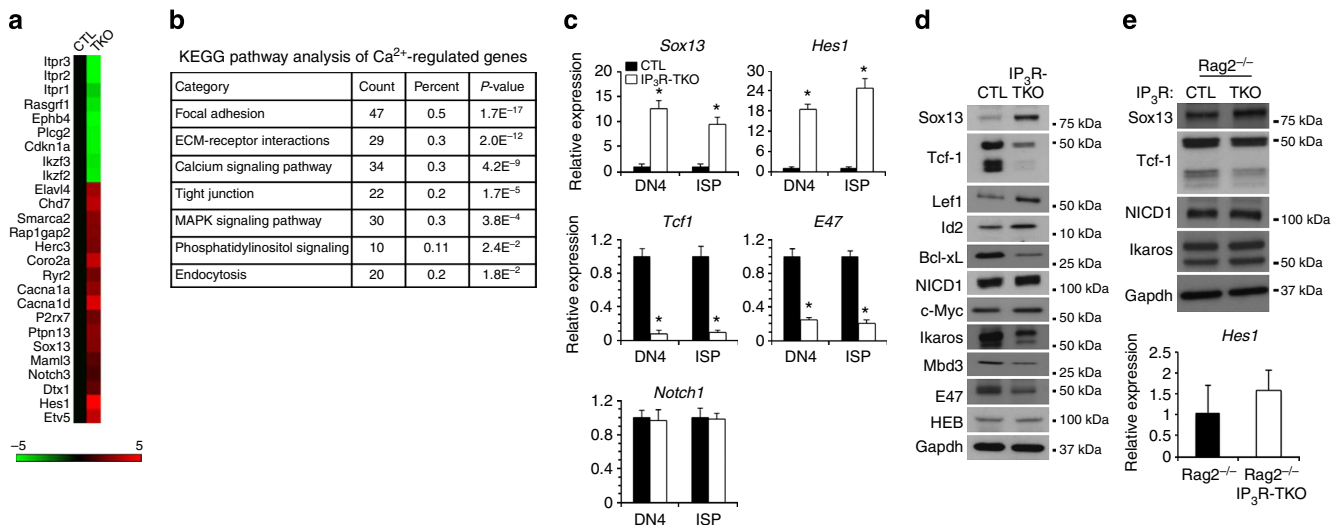 a
CTL
TKO
Itpr3
Itpr2
Itpr1
Rasgrf1
Ephb4
Plcg2
Cdkn1a
Ikzf3
Ikzf2
Elavl4
Chd7
Smarca2
Rap1gap2
Herc3
Coro2a
Ryr2
Cacna1a
Cacna1d
P2rx7
Ptpn13
Sox13
Maml3
Notch3
Dtx1
Hes1
Etv5
−5 5
b
KEGG pathway analysis of Ca²⁺-regulated genes
Category Count Percent P-value
Focal adhesion 47 0.5 1.7E⁻¹⁷
ECM-receptor interactions 29 0.3 2.0E⁻¹²
Calcium signaling pathway 34 0.3 4.2E⁻⁹
Tight junction 22 0.2 1.7E⁻⁵
MAPK signaling pathway 30 0.3 3.8E⁻⁴
Phosphatidylinositol signaling 10 0.11 2.4E⁻²
Endocytosis 20 0.2 1.8E⁻²
c
Sox13
CTL
IP₃R-TKO
Relative expression
20
15
10
5
0
* *
DN4 ISP
Hes1
30
24
18
12
6
0
* *
DN4 ISP
Tcf1
Relative expression
1.2
0.8
0.4
0
* *
DN4 ISP
E47
1.2
0.8
0.4
0
* *
DN4 ISP
Notch1
1.2
0.8
0.4
0
DN4 ISP
d
CTL IP₃R-
TKO
Sox13 75 kDa
Tcf-1 50 kDa
Lef1 50 kDa
Id2 10 kDa
Bcl-xL 25 kDa
NICD1 100 kDa
c-Myc 50 kDa
Ikaros 50 kDa
Mbd3 25 kDa
E47 50 kDa
HEB 100 kDa
Gapdh 37 kDa
e
Rag2⁻/⁻
IP₃R: CTL TKO
Sox13 75 kDa
Tcf-1 50 kDa
NICD1 100 kDa
Ikaros 50 kDa
Gapdh 37 kDa
Hes1
Relative expression
2.5
2
1.5
1
0.5
0
Rag2⁻/⁻ Rag2⁻/⁻
IP₃R-TKO